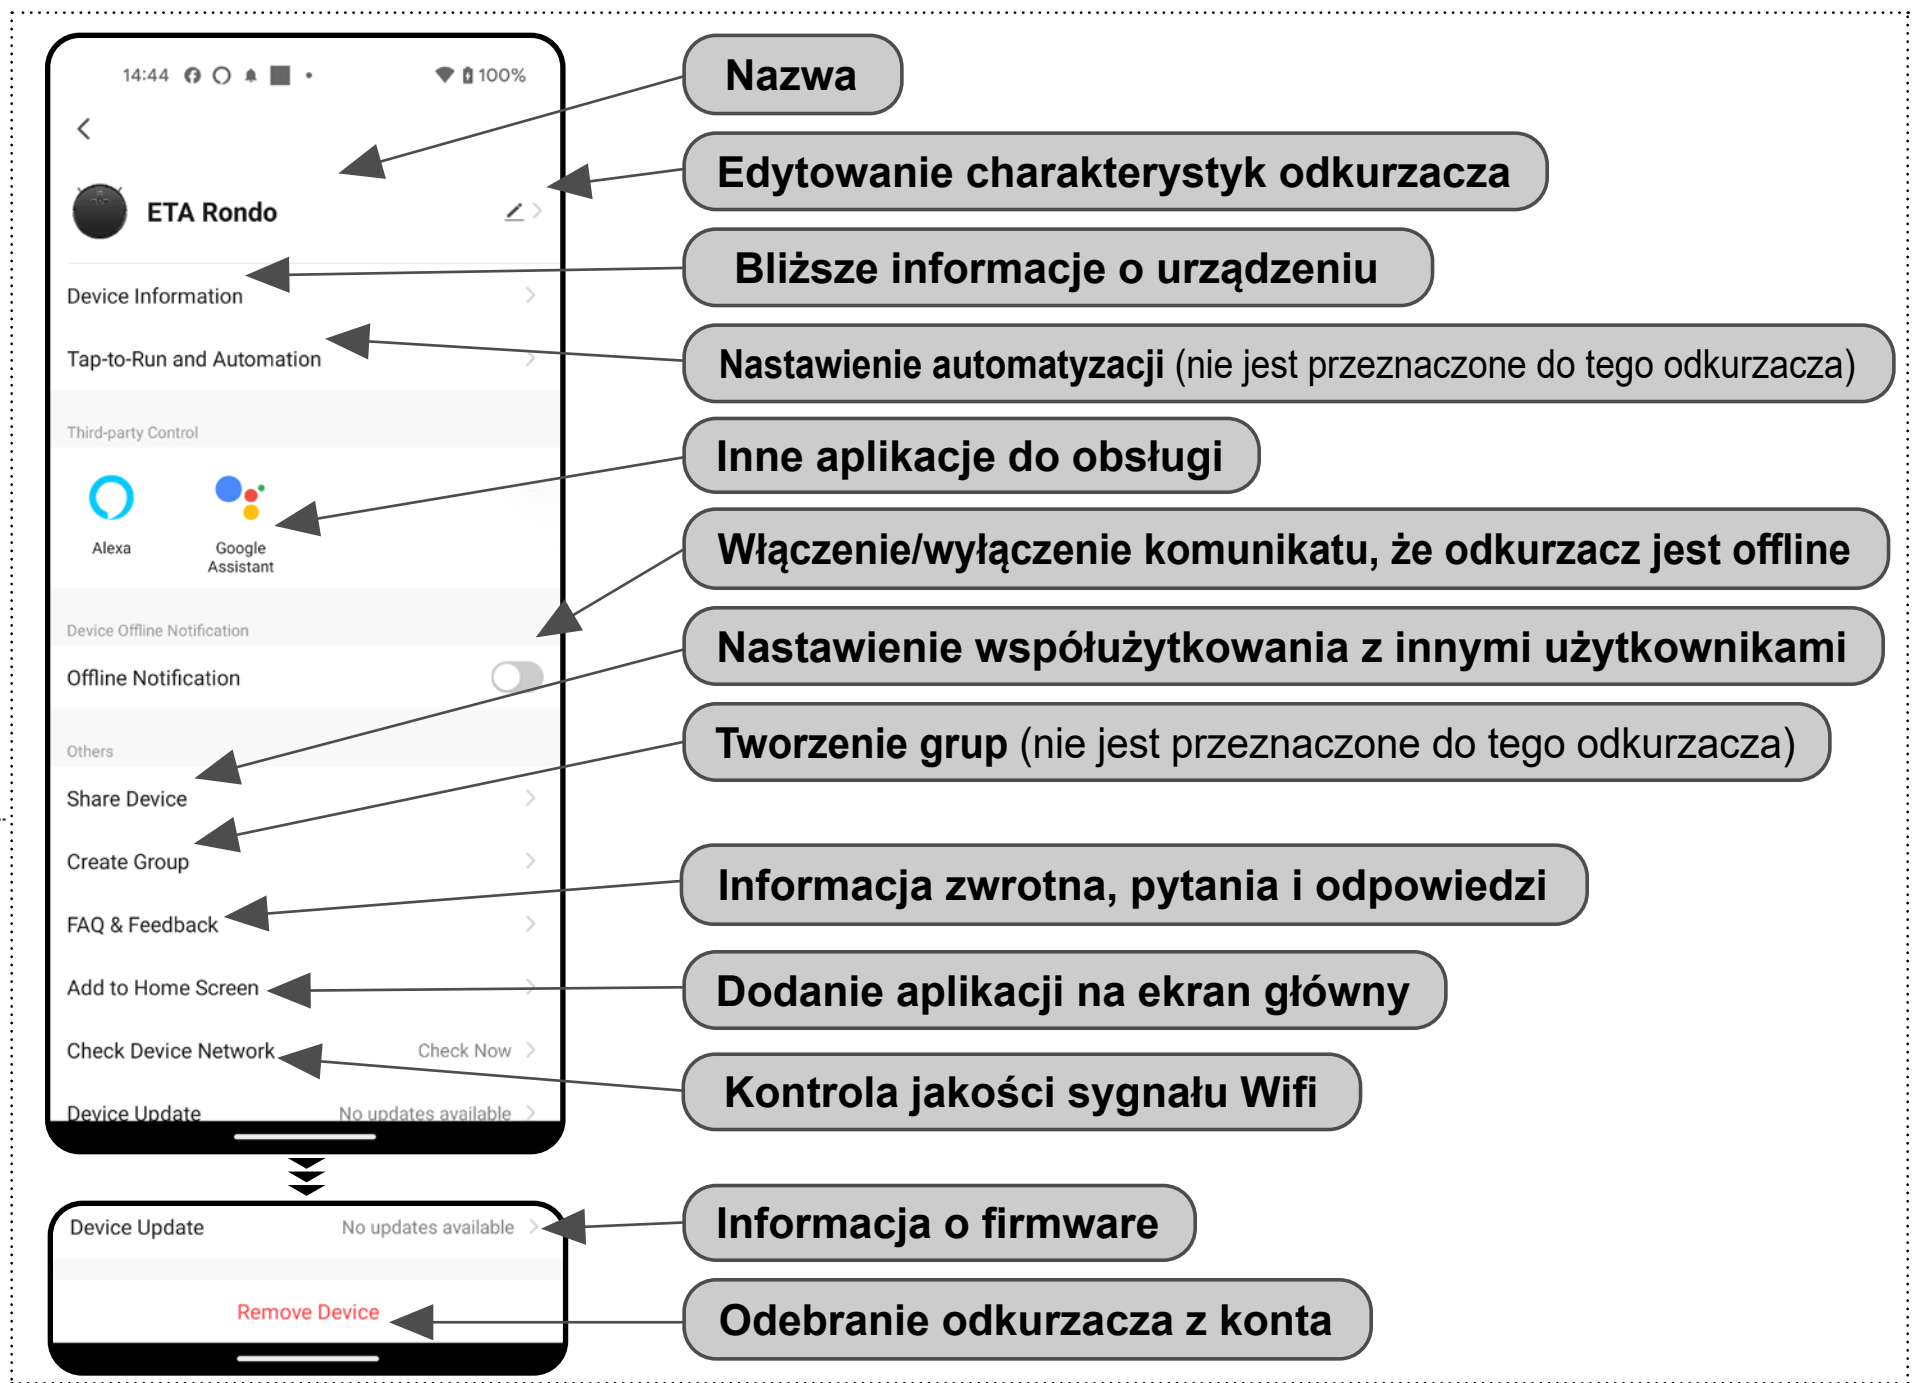 14:44
100%
ETA Rondo
Device Information
Tap-to-Run and Automation
Third-party Control
Alexa
Google
Assistant
Device Offline Notification
Offline Notification
Others
Share Device
Create Group
FAQ & Feedback
Add to Home Screen
Check Device Network
Check Now
Device Update
No updates available
Device Update
No updates available
Remove Device
Nazwa
Edytowanie charakterystyk odkurzacza
Bliższe informacje o urządzeniu
Nastawienie automatyzacji (nie jest przeznaczone do tego odkurzacza)
Inne aplikacje do obsługi
Włączenie/wyłączenie komunikatu, że odkurzacz jest offline
Nastawienie współużytkowania z innymi użytkownikami
Tworzenie grup (nie jest przeznaczone do tego odkurzacza)
Informacja zwrotna, pytania i odpowiedzi
Dodanie aplikacji na ekran główny
Kontrola jakości sygnału Wifi
Informacja o firmware
Odebranie odkurzacza z konta